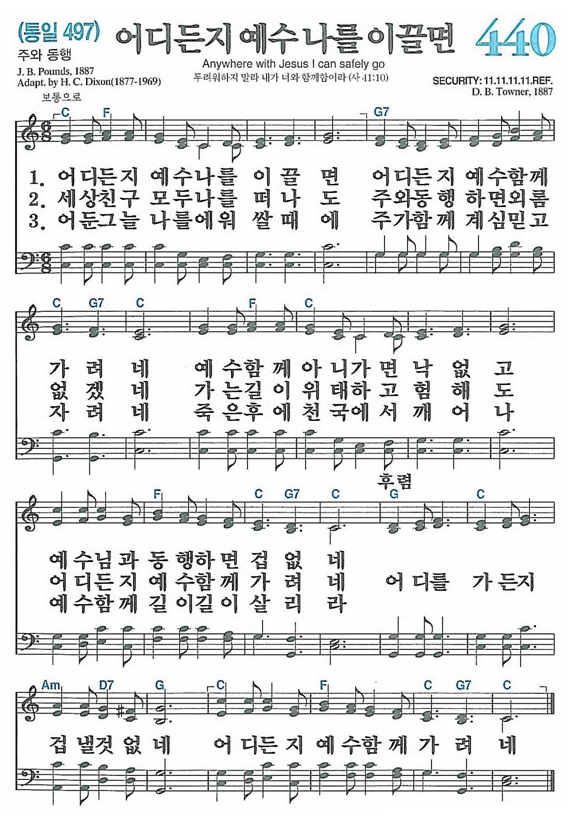 (통일 497) 어디든지 예수 나를 이끌면 440
주와 동행
Anywhere with Jesus I can safely go
J. B. Pounds, 1887
두려워하지 말라 내가 너와 함께함이라 (사 41:10)
SECURITY: 11.11.11.11.REF.
Adapt. by H. C. Dixon(1877-1969)
D. B. Towner, 1887
보통으로
C F G7
6 8
1. 어디든지 예수나를 이 끌 면 어디든지 예수함께
2. 세상친구 모두나를 떠 나 도 주와동행 하면외롬
3. 어둔그늘 나를에워 쌀 때 에 주가함께 계심믿고
6 8
C G7 C F C
가 려 네 예 수함 께 아 니가 면 낙 없 고
없 겠 네 가 는길 이 위 태하 고 험 해 도
자 려 네 죽 은후 에 천 국에 서 깨 어 나
후렴
F C G7 C G C
예 수님 과 동 행하 면 겁 없 네
어 디든 지 예 수함 께 가 려 네 어 디를 가 든지
예 수함 께 길 이길 이 살 리 라
Am D7 G C F C G7 C
겁 낼것 없 네 어 디든 지 예 수함 께 가 려 네